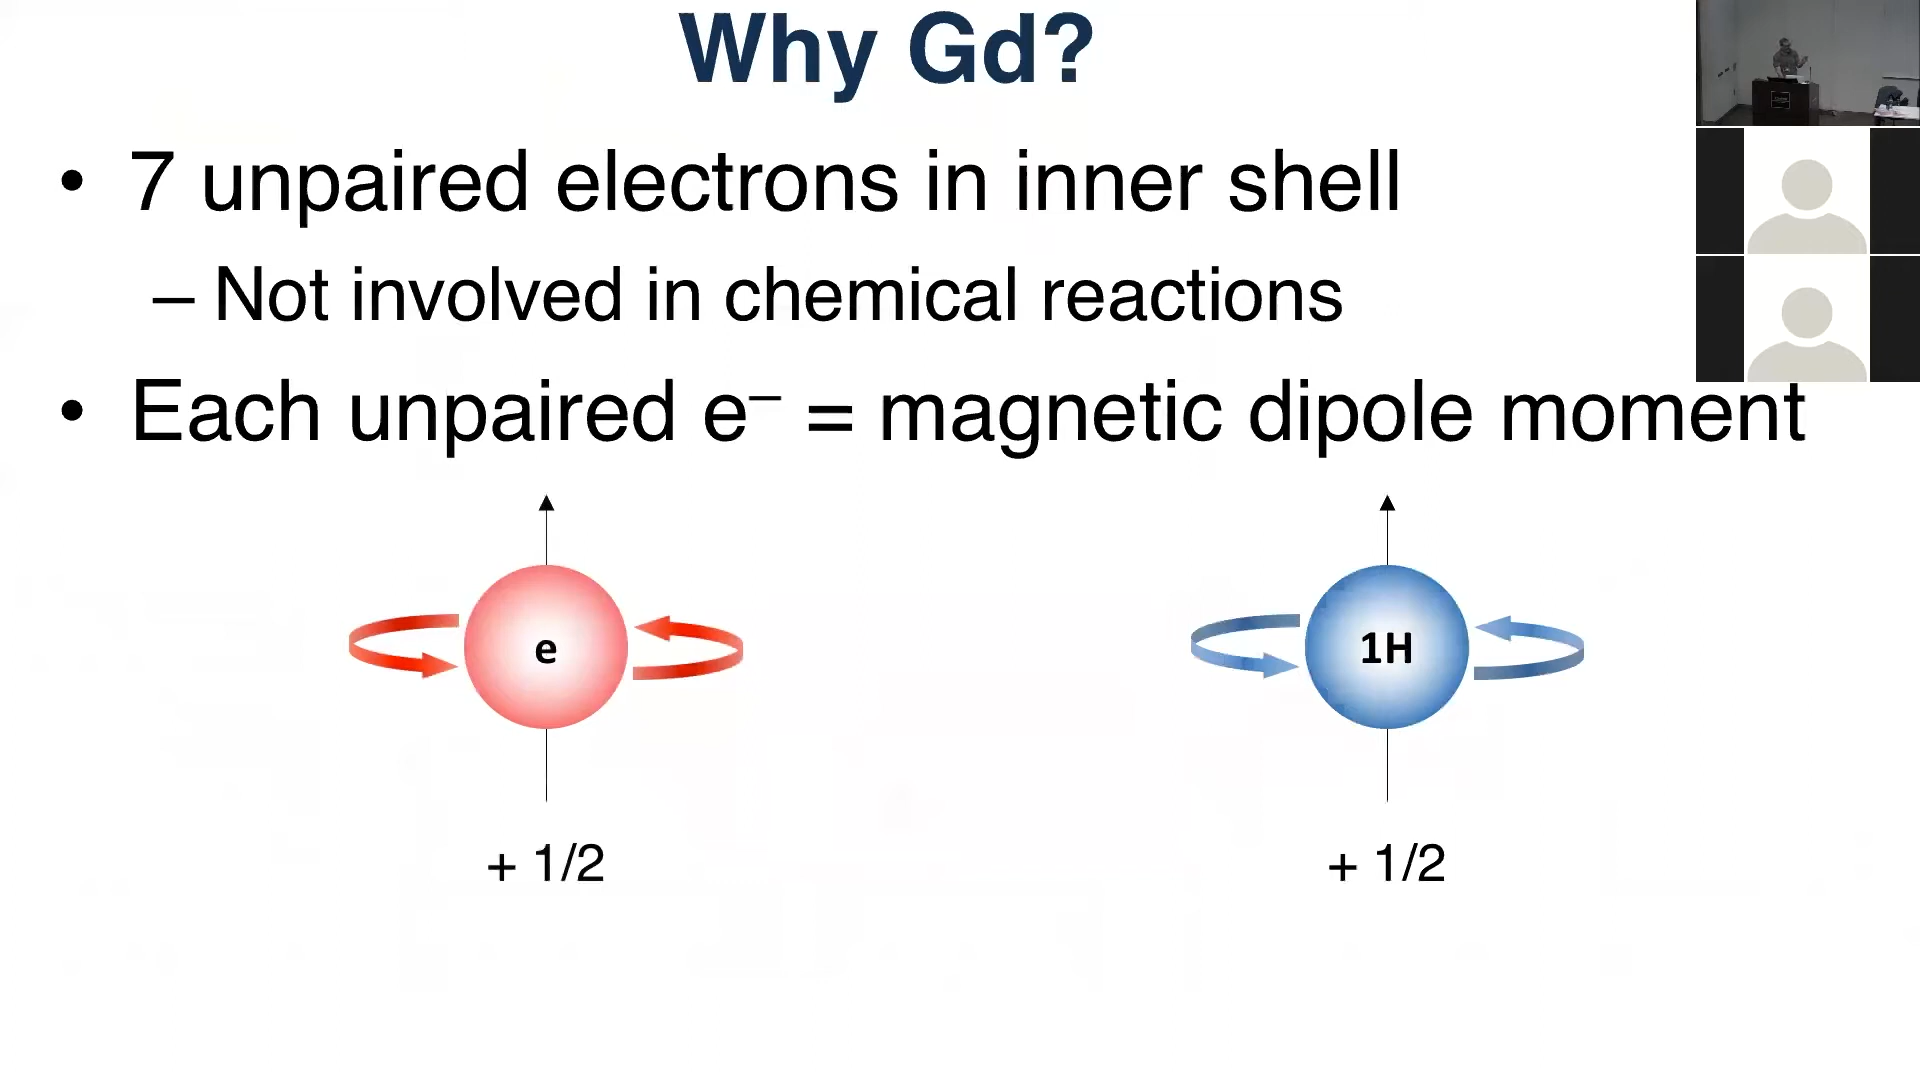 Why Gd?
• 7 unpaired electrons in inner shell
– Not involved in chemical reactions
• Each unpaired e⁻ = magnetic dipole moment
e
1H
+ 1/2
+ 1/2